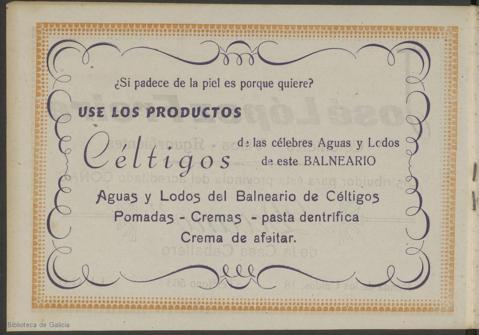 ¿Si padece de la piel es porque quiere?
USE LOS PRODUCTOS
Céltigos
de las célebres Aguas y Lodos
de este BALNEARIO
Aguas y Lodos del Balneario de Céltigos
Pomadas - Cremas - pasta dentrifica
Crema de afeitar.
Biblioteca de Galicia